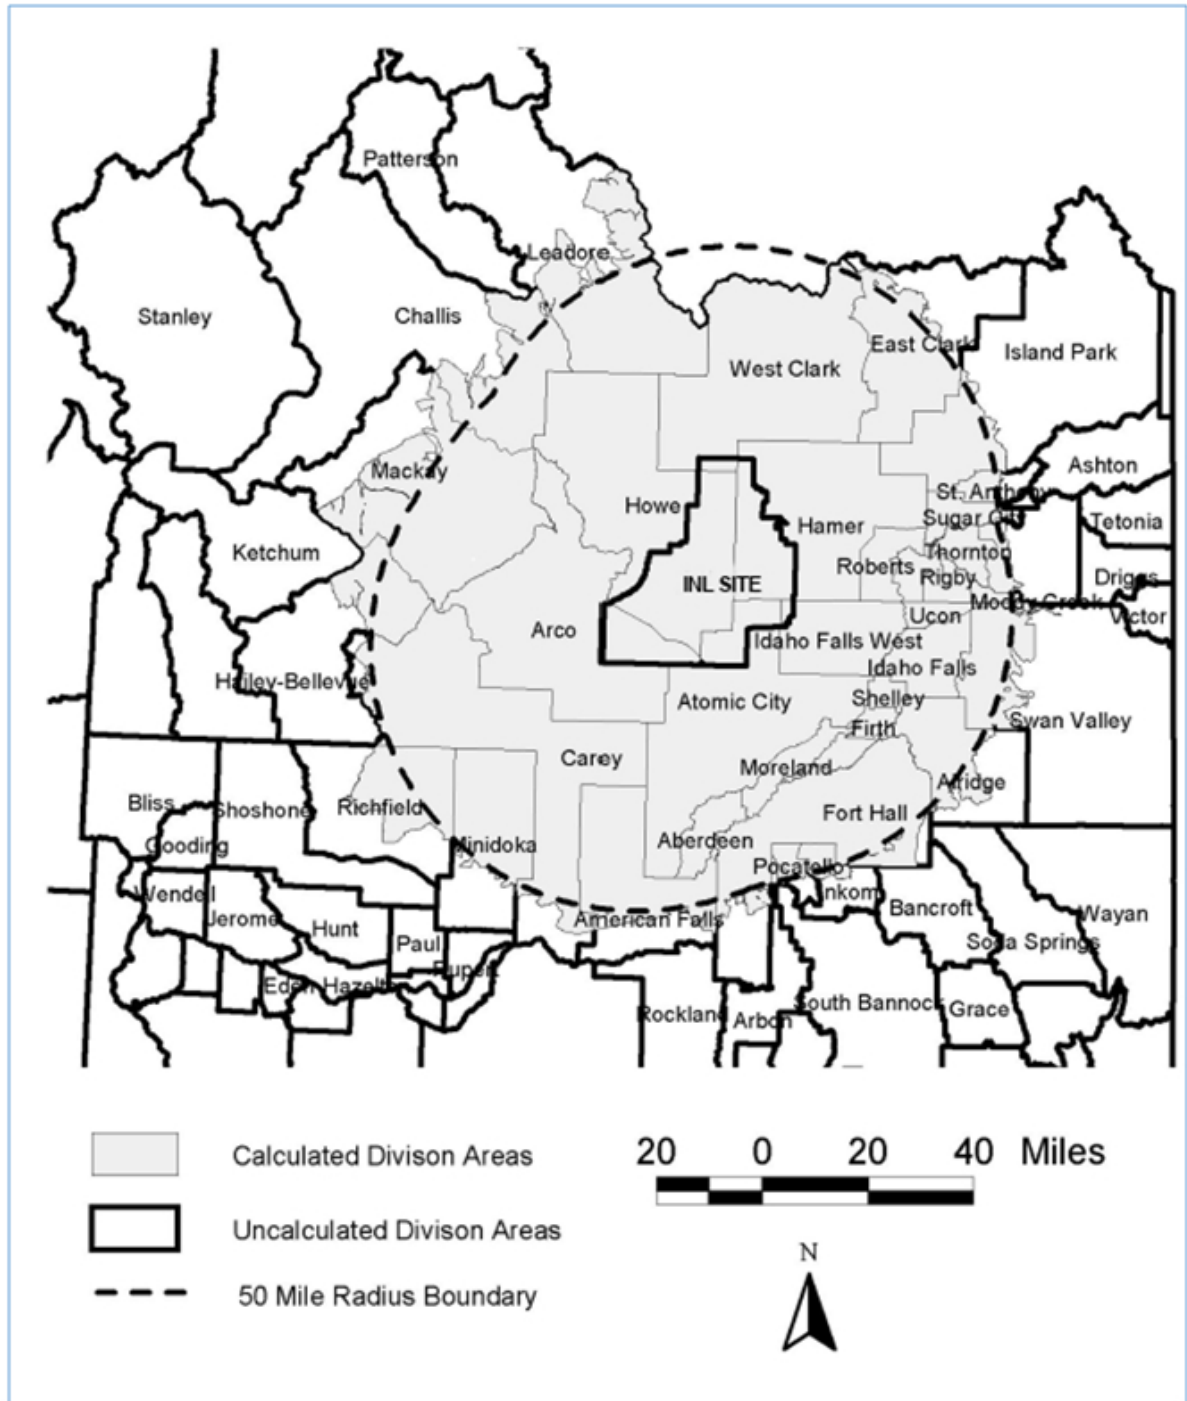 Patterson
Leadore
Stanley
Challis
East Clark
Island Park
West Clark
Mackay
Ashton
St. Anthony
Howe
Sugar City
Tetonia
Hamer
Ketchum
Thornton
Roberts
Rigby
Driggs
INL SITE
Moody Creek
Ucon
Victor
Arco
Idaho Falls West
Idaho Falls
Hailey-Bellevue
Shelley
Atomic City
Swan Valley
Firth
Carey
Moreland
Alridge
Bliss
Shoshone
Richfield
Fort Hall
Gooding
Minidoka
Aberdeen
Pocatello
Wendell
Inkom
Bancroft
Jerome
American Falls
Wayan
Hunt
Paul
Soda Springs
Rupert
Eden-Hazelton
South Bannock
Grace
Rockland
Arbon
Calculated Divison Areas
20 0 20 40 Miles
Uncalculated Divison Areas
N
50 Mile Radius Boundary